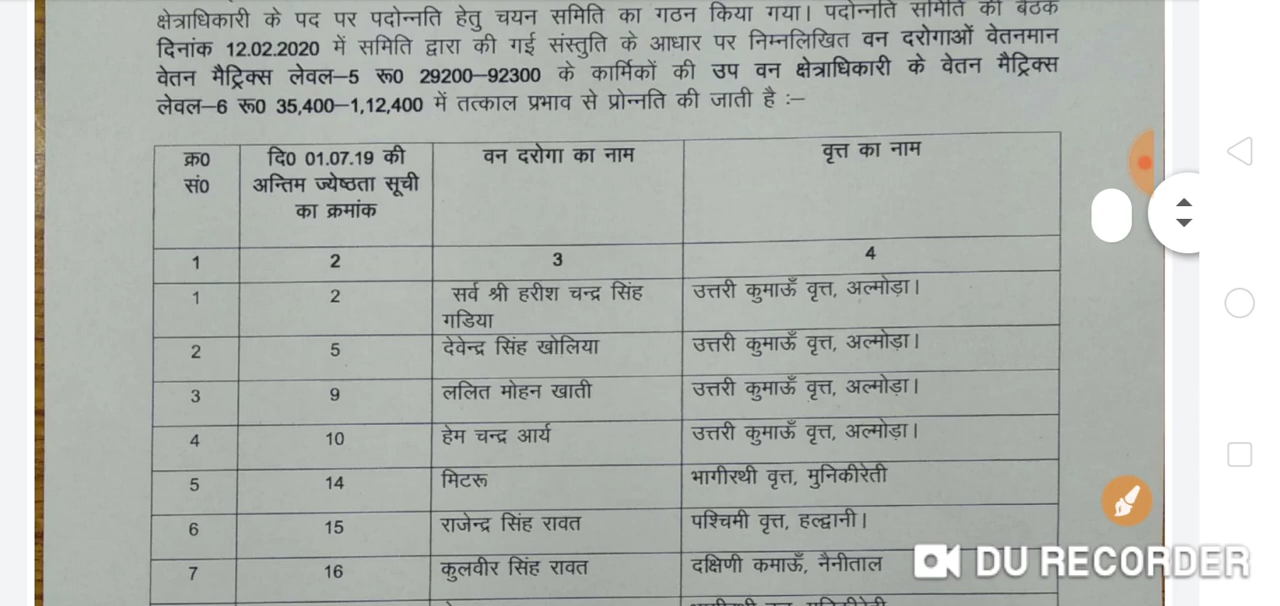 क्षेत्राधिकारी के पद पर पदोन्नति हेतु चयन समिति का गठन किया गया। पदोन्नति समिति की बैठक
दिनांक 12.02.2020 में समिति द्वारा की गई संस्तुति के आधार पर निम्नलिखित वन दरोगाओं वेतनमान
वेतन मैट्रिक्स लेवल–5 रू0 29200–92300 के कार्मिकों की उप वन क्षेत्राधिकारी के वेतन मैट्रिक्स
लेवल–6 रू0 35,400–1,12,400 में तत्काल प्रभाव से प्रोन्नति की जाती है :–
क्र0 सं0 दि0 01.07.19 की अन्तिम ज्येष्ठता सूची का क्रमांक वन दरोगा का नाम वृत्त का नाम
1 2 3 4
1 2 सर्व श्री हरीश चन्द्र सिंह गडिया उत्तरी कुमाऊँ वृत्त, अल्मोड़ा।
2 5 देवेन्द्र सिंह खोलिया उत्तरी कुमाऊँ वृत्त, अल्मोड़ा।
3 9 ललित मोहन खाती उत्तरी कुमाऊँ वृत्त, अल्मोड़ा।
4 10 हेम चन्द्र आर्य उत्तरी कुमाऊँ वृत्त, अल्मोड़ा।
5 14 मिटरू भागीरथी वृत्त, मुनिकीरेती
6 15 राजेन्द्र सिंह रावत पश्चिमी वृत्त, हल्द्वानी।
7 16 कुलवीर सिंह रावत दक्षिणी कमाऊँ, नैनीताल
DU RECORDER